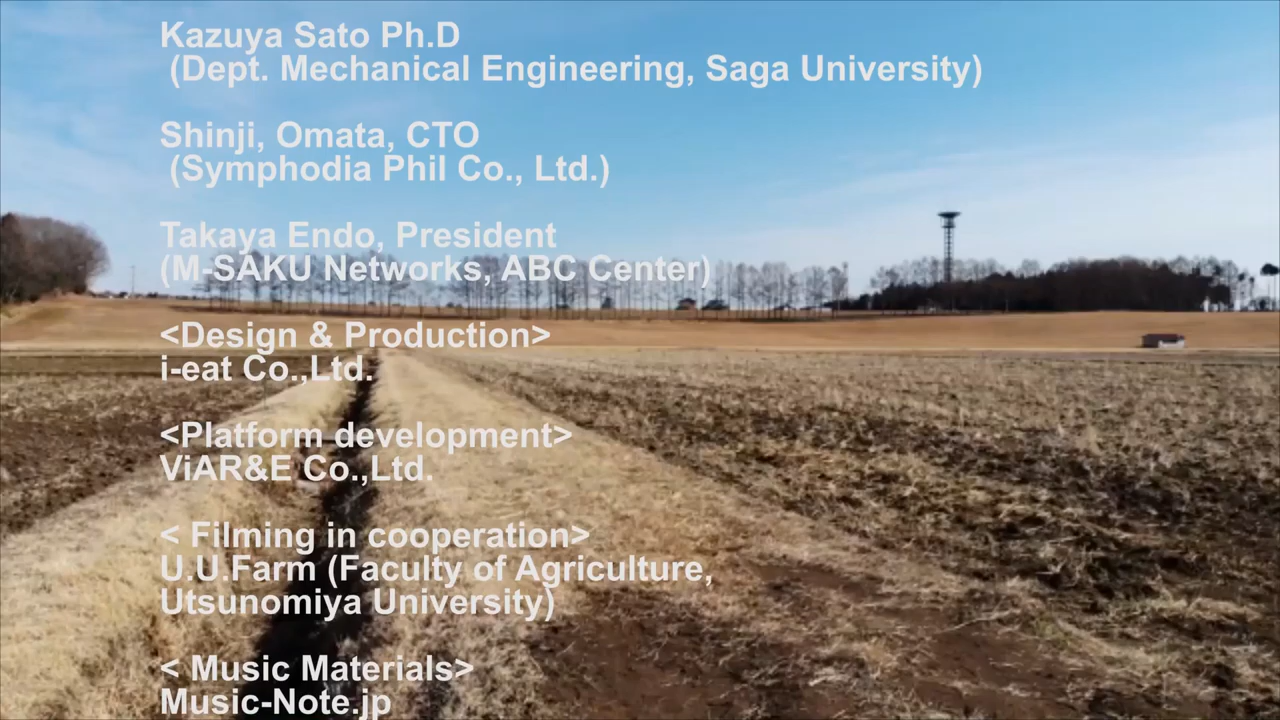 Kazuya Sato Ph.D
(Dept. Mechanical Engineering, Saga University)
Shinji, Omata, CTO
(Symphodia Phil Co., Ltd.)
Takaya Endo, President
(M-SAKU Networks, ABC Center)
<Design & Production>
i-eat Co.,Ltd.
<Platform development>
ViAR&E Co.,Ltd.
< Filming in cooperation>
U.U.Farm (Faculty of Agriculture,
Utsunomiya University)
< Music Materials>
Music-Note.jp